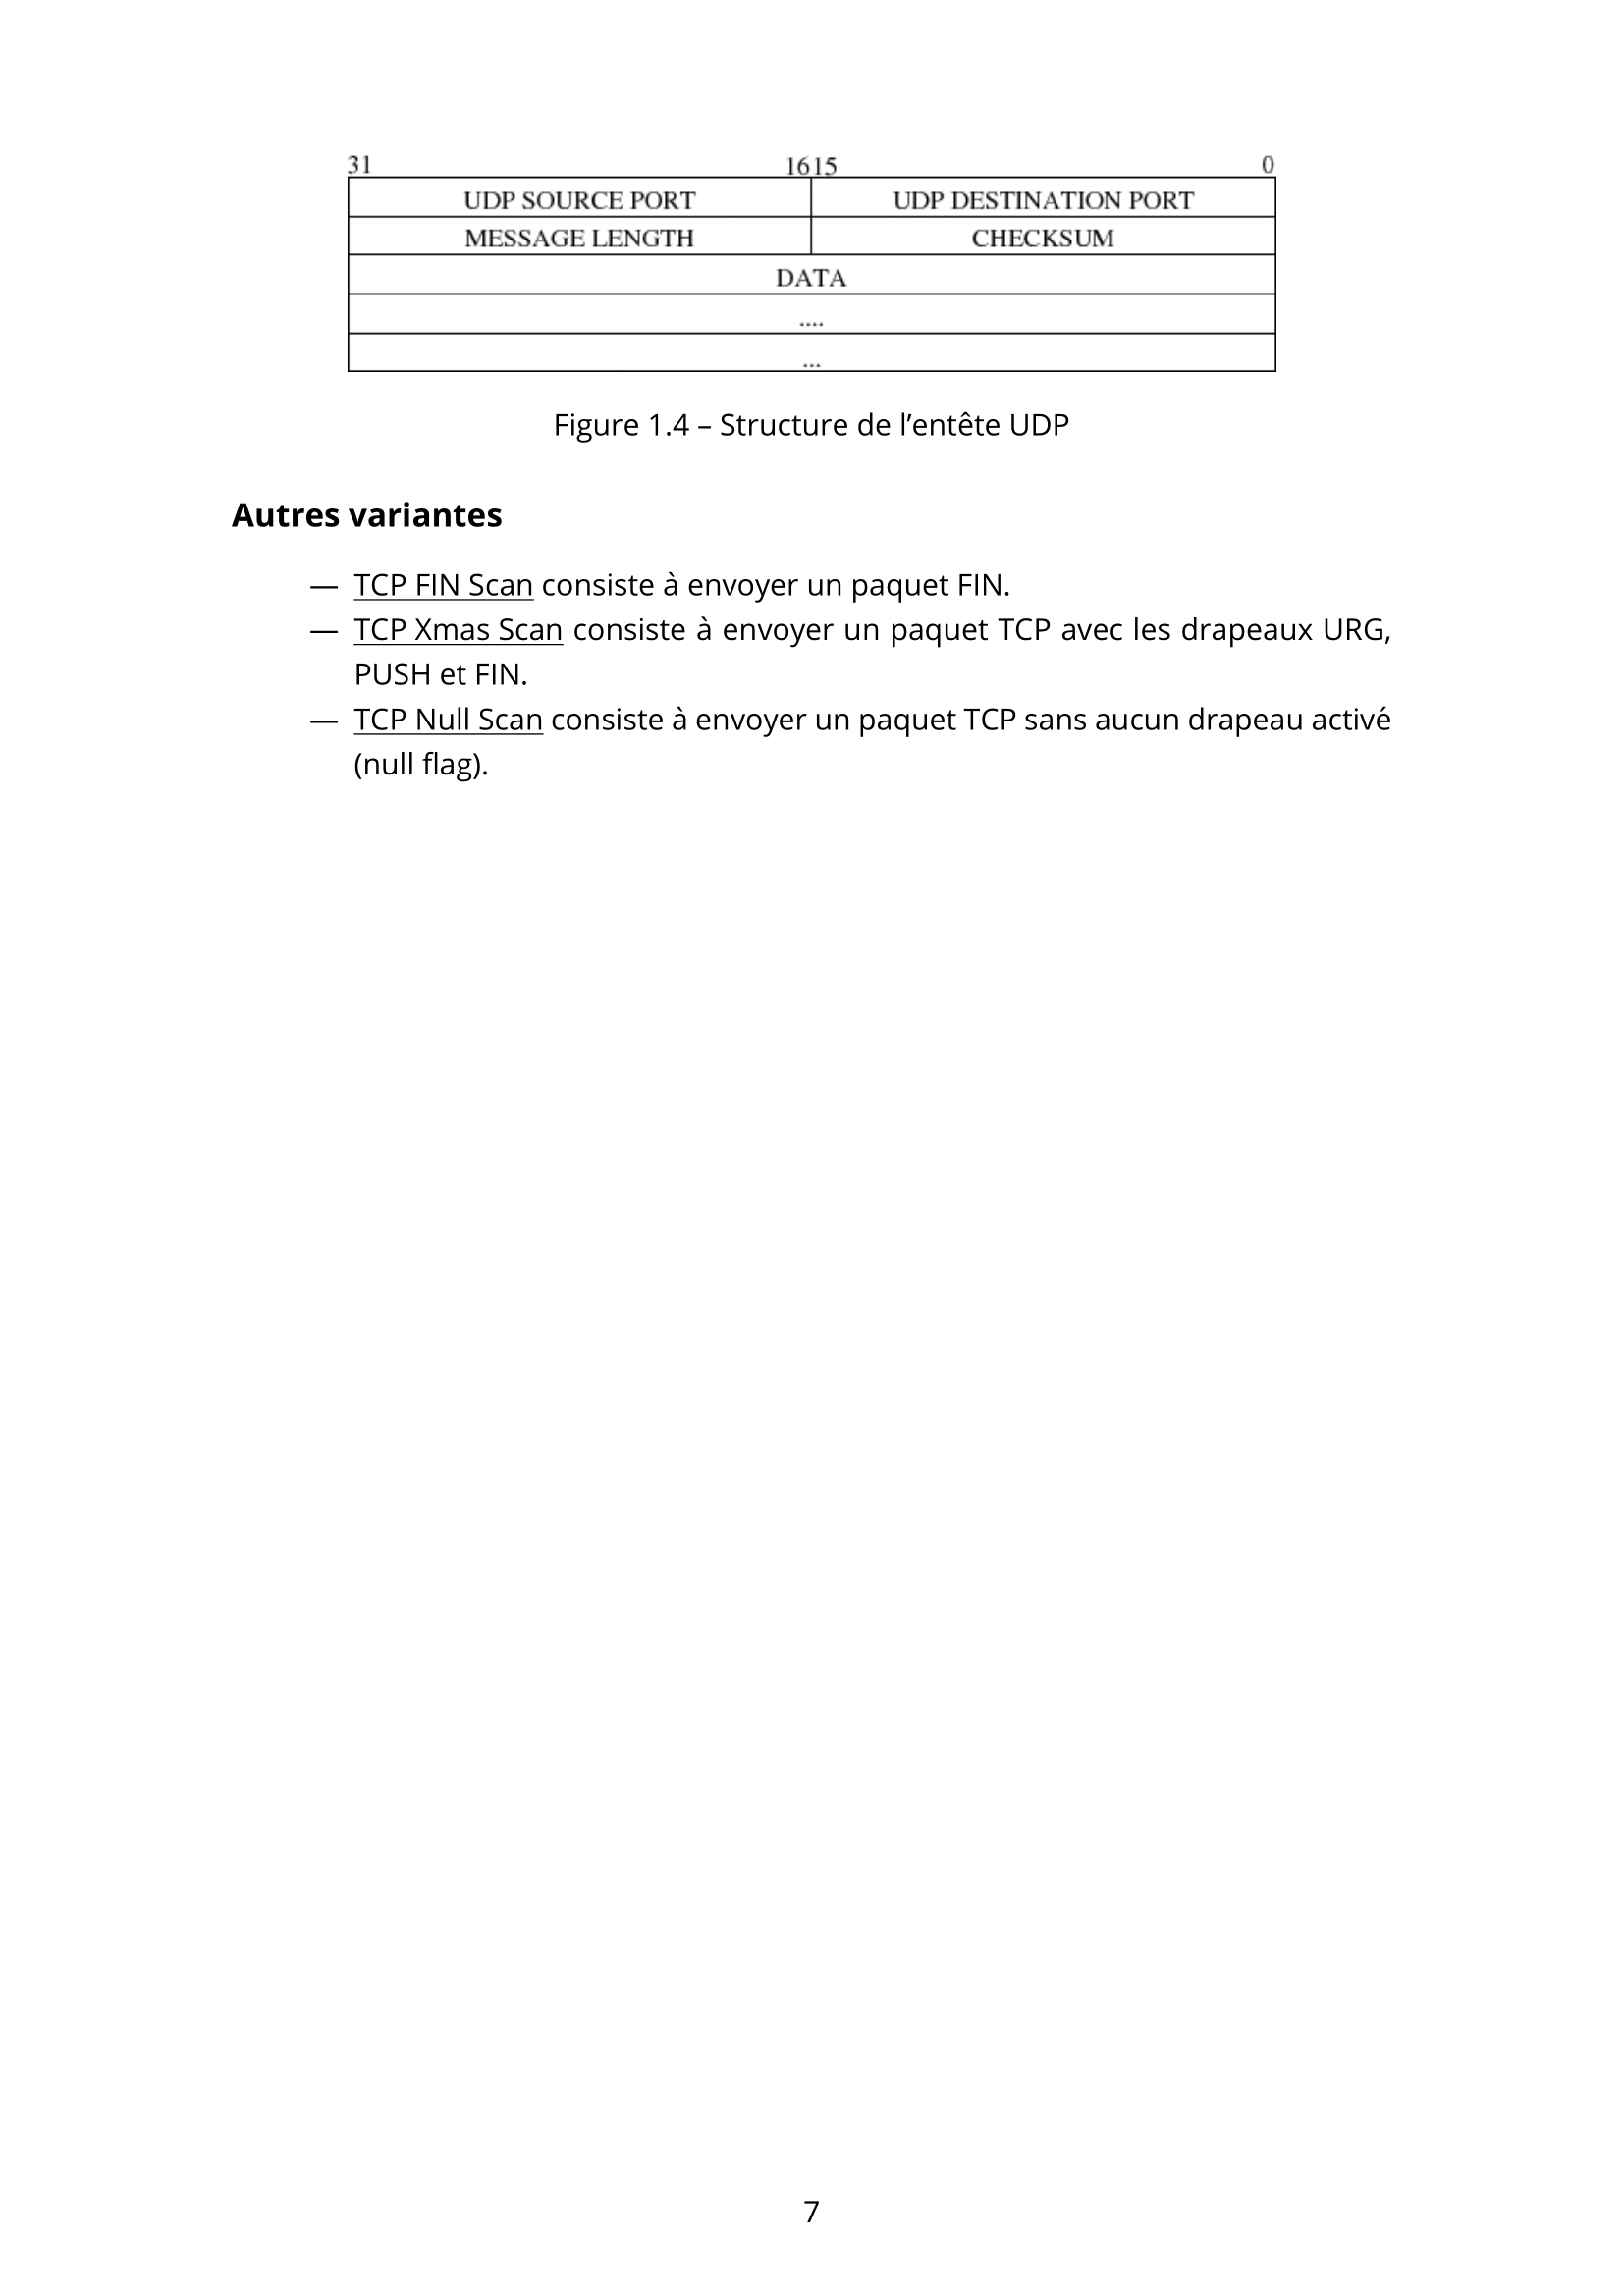 31 1615 0
UDP SOURCE PORT UDP DESTINATION PORT
MESSAGE LENGTH CHECKSUM
DATA
....
...
Figure 1.4 – Structure de l’entête UDP
Autres variantes
— TCP FIN Scan consiste à envoyer un paquet FIN.
— TCP Xmas Scan consiste à envoyer un paquet TCP avec les drapeaux URG,
PUSH et FIN.
— TCP Null Scan consiste à envoyer un paquet TCP sans aucun drapeau activé
(null flag).
7